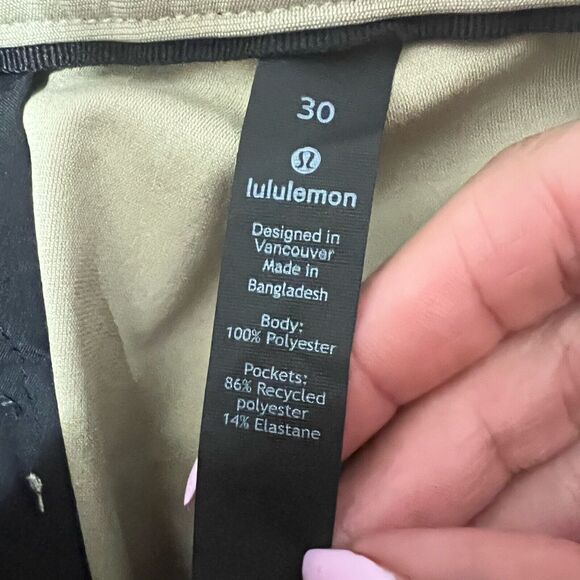 30
lululemon
Designed in
Vancouver
Made in
Bangladesh
Body:
100% Polyester
Pockets:
86% Recycled
polyester
14% Elastane